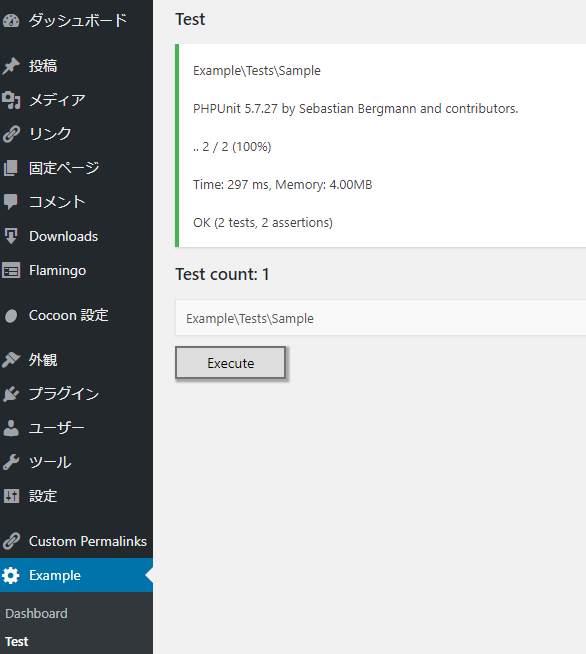 ダッシュボード
投稿
メディア
リンク
固定ページ
コメント
Downloads
Flamingo
Cocoon 設定
外観
プラグイン
ユーザー
ツール
設定
Custom Permalinks
Example
Dashboard
Test
Test
Example\Tests\Sample
PHPUnit 5.7.27 by Sebastian Bergmann and contributors.
.. 2 / 2 (100%)
Time: 297 ms, Memory: 4.00MB
OK (2 tests, 2 assertions)
Test count: 1
Example\Tests\Sample
Execute